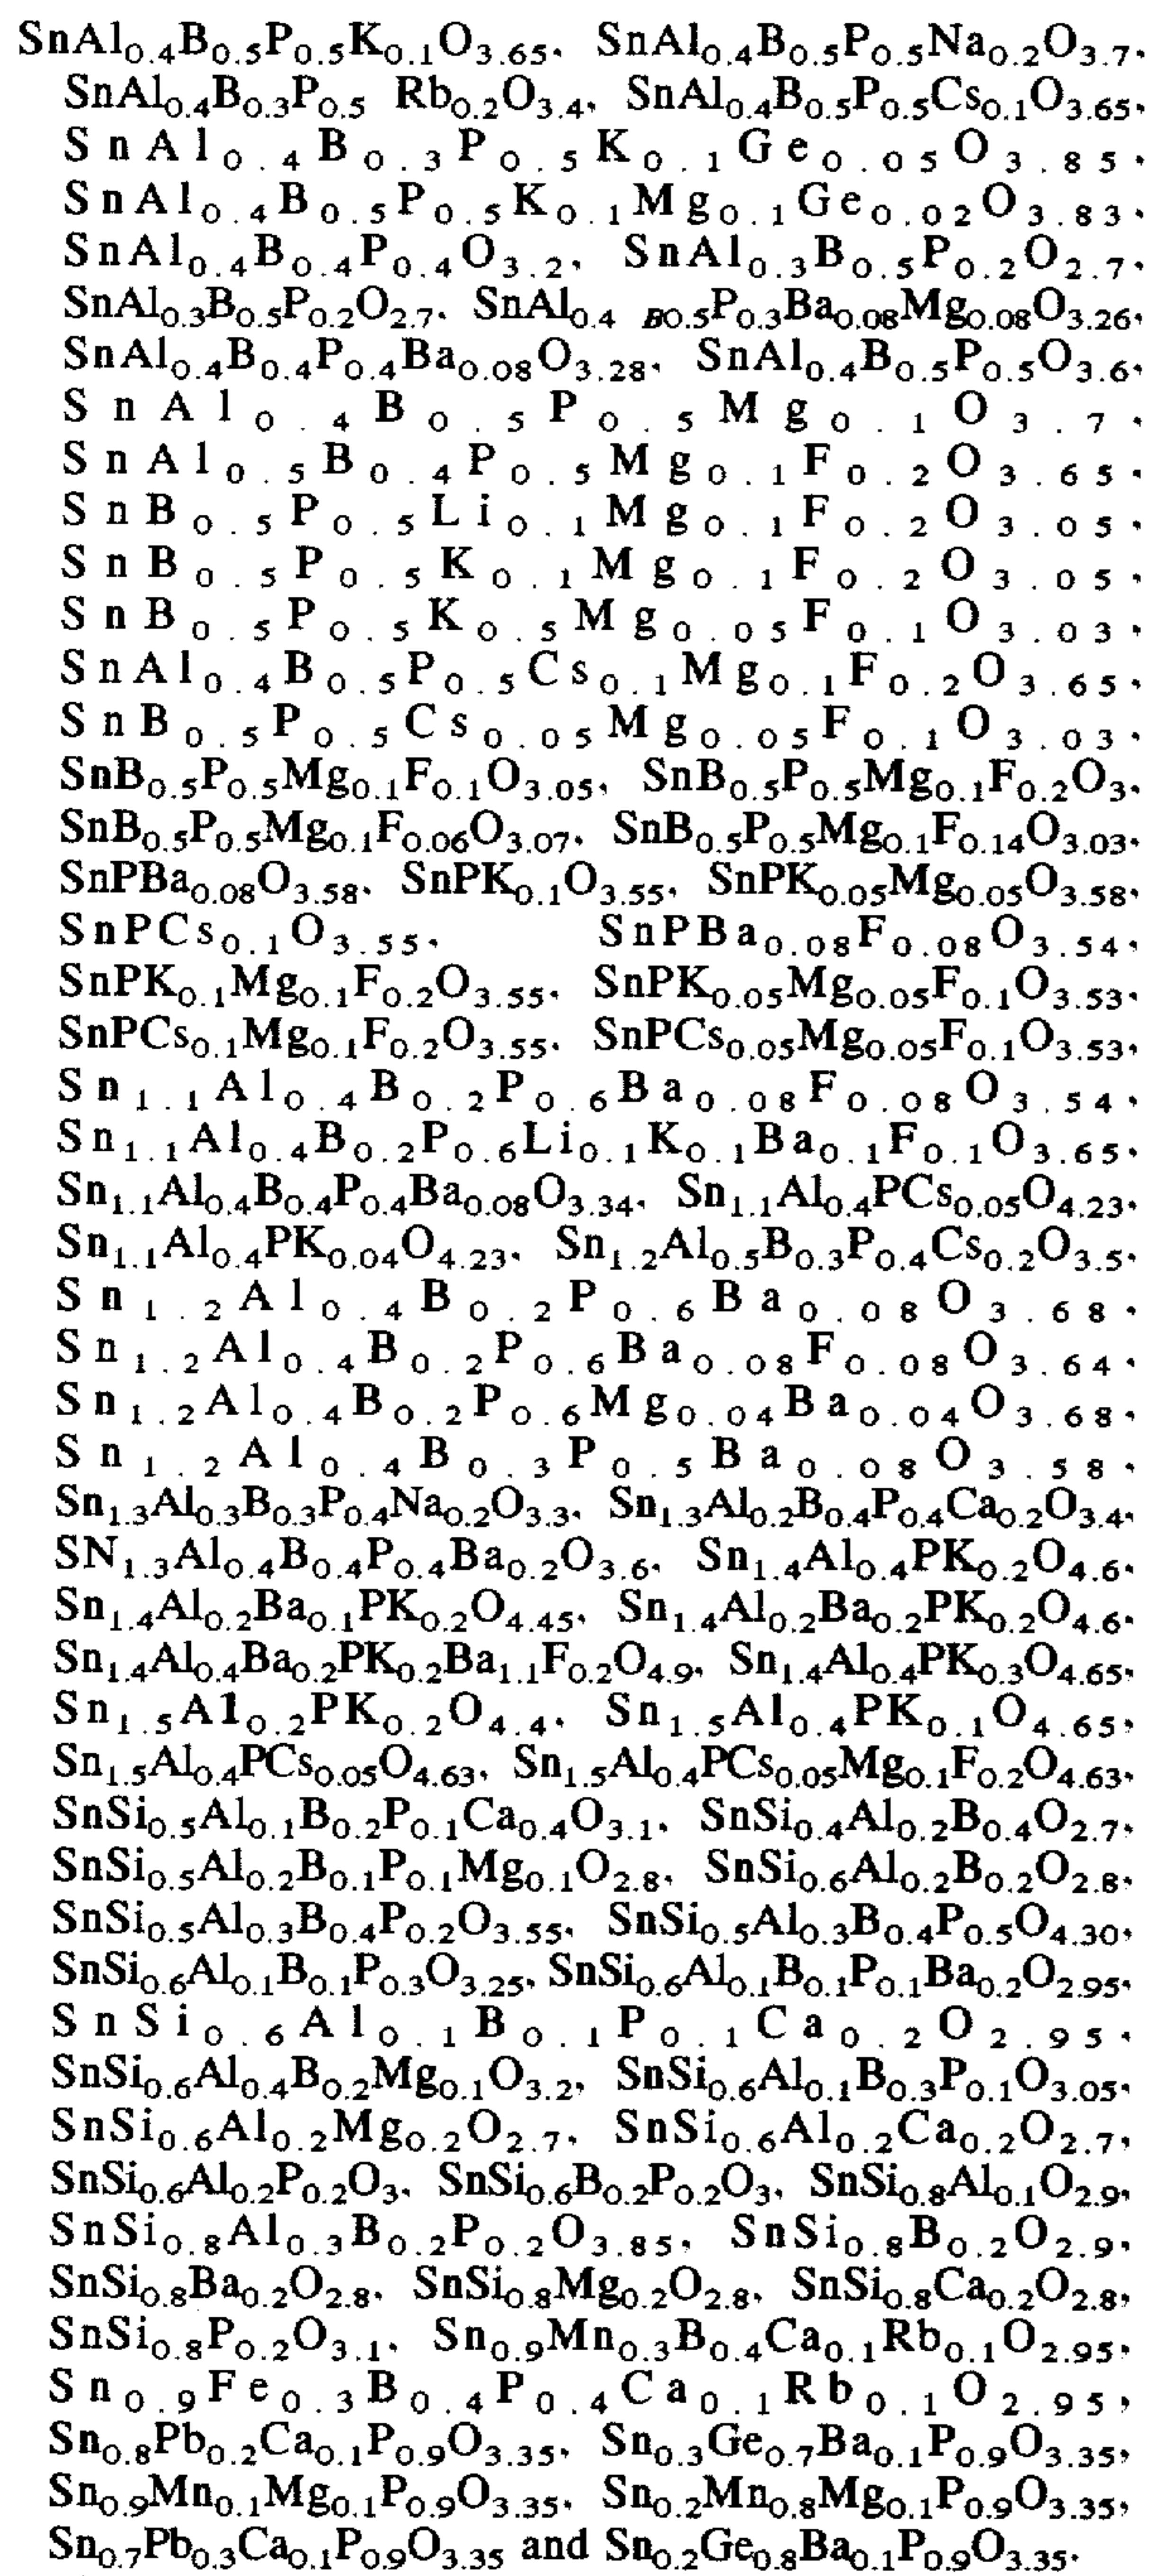 SnAl0.4B0.5P0.5K0.1O3.65, SnAl0.4B0.5P0.5Na0.2O3.7,
SnAl0.4B0.3P0.5 Rb0.2O3.4, SnAl0.4B0.5P0.5Cs0.1O3.65,
SnAl0.4B0.3P0.5K0.1Ge0.05O3.85,
SnAl0.4B0.5P0.5K0.1Mg0.1Ge0.02O3.83,
SnAl0.4B0.4P0.4O3.2, SnAl0.3B0.5P0.2O2.7,
SnAl0.3B0.5P0.2O2.7, SnAl0.4 B0.5P0.3Ba0.08Mg0.08O3.26,
SnAl0.4B0.4P0.4Ba0.08O3.28, SnAl0.4B0.5P0.5O3.6,
SnAl0.4B0.5P0.5Mg0.1O3.7,
SnAl0.5B0.4P0.5Mg0.1F0.2O3.65,
SnB0.5P0.5Li0.1Mg0.1F0.2O3.05,
SnB0.5P0.5K0.1Mg0.1F0.2O3.05,
SnB0.5P0.5K0.5Mg0.05F0.1O3.03,
SnAl0.4B0.5P0.5Cs0.1Mg0.1F0.2O3.65,
SnB0.5P0.5Cs0.05Mg0.05F0.1O3.03,
SnB0.5P0.5Mg0.1F0.1O3.05, SnB0.5P0.5Mg0.1F0.2O3,
SnB0.5P0.5Mg0.1F0.06O3.07, SnB0.5P0.5Mg0.1F0.14O3.03,
SnPBa0.08O3.58, SnPK0.1O3.55, SnPK0.05Mg0.05O3.58,
SnPCs0.1O3.55, SnPBa0.08F0.08O3.54,
SnPK0.1Mg0.1F0.2O3.55, SnPK0.05Mg0.05F0.1O3.53,
SnPCs0.1Mg0.1F0.2O3.55, SnPCs0.05Mg0.05F0.1O3.53,
Sn1.1Al0.4B0.2P0.6Ba0.08F0.08O3.54,
Sn1.1Al0.4B0.2P0.6Li0.1K0.1Ba0.1F0.1O3.65,
Sn1.1Al0.4B0.4P0.4Ba0.08O3.34, Sn1.1Al0.4PCs0.05O4.23,
Sn1.1Al0.4PK0.04O4.23, Sn1.2Al0.5B0.3P0.4Cs0.2O3.5,
Sn1.2Al0.4B0.2P0.6Ba0.08O3.68,
Sn1.2Al0.4B0.2P0.6Ba0.08F0.08O3.64,
Sn1.2Al0.4B0.2P0.6Mg0.04Ba0.04O3.68,
Sn1.2Al0.4B0.3P0.5Ba0.08O3.58,
Sn1.3Al0.3B0.3P0.4Na0.2O3.3, Sn1.3Al0.2B0.4P0.4Ca0.2O3.4,
SN1.3Al0.4B0.4P0.4Ba0.2O3.6, Sn1.4Al0.4PK0.2O4.6,
Sn1.4Al0.2Ba0.1PK0.2O4.45, Sn1.4Al0.2Ba0.2PK0.2O4.6,
Sn1.4Al0.4Ba0.2PK0.2Ba1.1F0.2O4.9, Sn1.4Al0.4PK0.3O4.65,
Sn1.5Al0.2PK0.2O4.4, Sn1.5Al0.4PK0.1O4.65,
Sn1.5Al0.4PCs0.05O4.63, Sn1.5Al0.4PCs0.05Mg0.1F0.2O4.63,
SnSi0.5Al0.1B0.2P0.1Ca0.4O3.1, SnSi0.4Al0.2B0.4O2.7,
SnSi0.5Al0.2B0.1P0.1Mg0.1O2.8, SnSi0.6Al0.2B0.2O2.8,
SnSi0.5Al0.3B0.4P0.2O3.55, SnSi0.5Al0.3B0.4P0.5O4.30,
SnSi0.6Al0.1B0.1P0.3O3.25, SnSi0.6Al0.1B0.1P0.1Ba0.2O2.95,
SnSi0.6Al0.1B0.1P0.1Ca0.2O2.95,
SnSi0.6Al0.4B0.2Mg0.1O3.2, SnSi0.6Al0.1B0.3P0.1O3.05,
SnSi0.6Al0.2Mg0.2O2.7, SnSi0.6Al0.2Ca0.2O2.7,
SnSi0.6Al0.2P0.2O3, SnSi0.6B0.2P0.2O3, SnSi0.8Al0.1O2.9,
SnSi0.8Al0.3B0.2P0.2O3.85, SnSi0.8B0.2O2.9,
SnSi0.8Ba0.2O2.8, SnSi0.8Mg0.2O2.8, SnSi0.8Ca0.2O2.8,
SnSi0.8P0.2O3.1, Sn0.9Mn0.3B0.4Ca0.1Rb0.1O2.95,
Sn0.9Fe0.3B0.4P0.4Ca0.1Rb0.1O2.95,
Sn0.8Pb0.2Ca0.1P0.9O3.35, Sn0.3Ge0.7Ba0.1P0.9O3.35,
Sn0.9Mn0.1Mg0.1P0.9O3.35, Sn0.2Mn0.8Mg0.1P0.9O3.35,
Sn0.7Pb0.3Ca0.1P0.9O3.35 and Sn0.2Ge0.8Ba0.1P0.9O3.35.